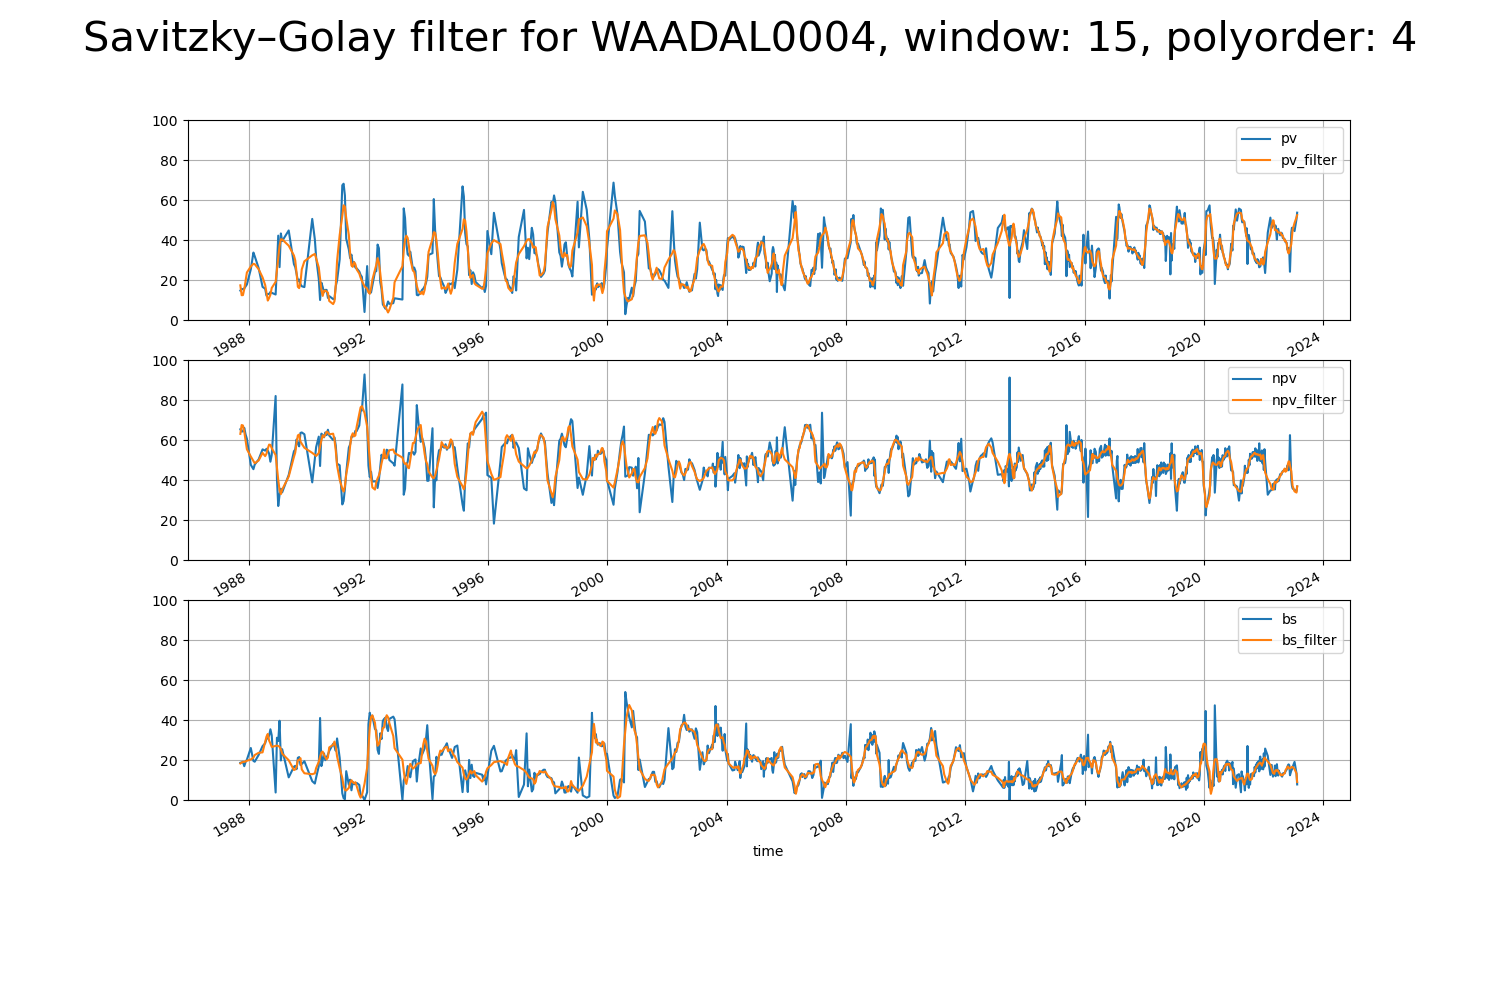 Savitzky–Golay filter for WAADAL0004, window: 15, polyorder: 4
100
80
60
40
20
0
pv
pv_filter
1988 1992 1996 2000 2004 2008 2012 2016 2020 2024
100
80
60
40
20
0
npv
npv_filter
1988 1992 1996 2000 2004 2008 2012 2016 2020 2024
100
80
60
40
20
0
bs
bs_filter
1988 1992 1996 2000 2004 2008 2012 2016 2020 2024
time